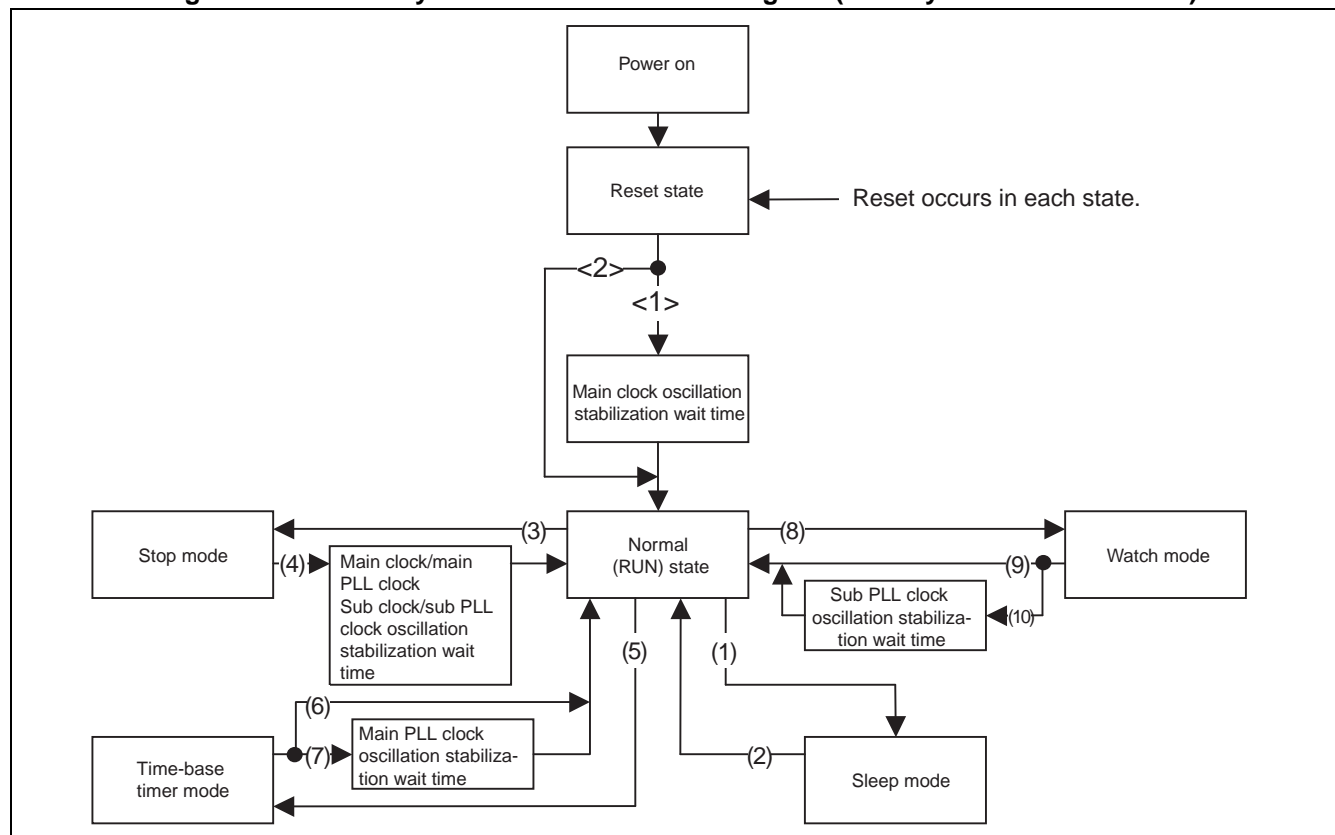 Power on
Reset state
Reset occurs in each state.
<2>
<1>
Main clock oscillation
stabilization wait time
Stop mode
(3)
(4)
Main clock/main
PLL clock
Sub clock/sub PLL
clock oscillation
stabilization wait
time
Normal
(RUN) state
(8)
(9)
Watch mode
Sub PLL clock
oscillation stabiliza-
tion wait time
(10)
(5)
(1)
(6)
(7)
Main PLL clock
oscillation stabiliza-
tion wait time
Time-base
timer mode
(2)
Sleep mode